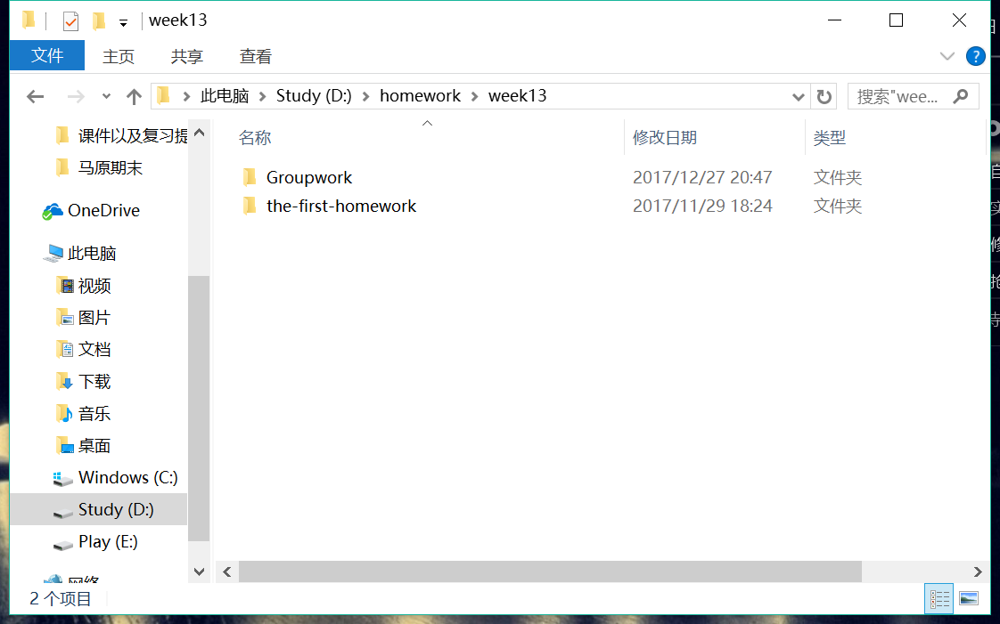 week13
文件 主页 共享 查看
此电脑 Study (D:) homework week13 搜索"wee...
名称 修改日期 类型
Groupwork 2017/12/27 20:47 文件夹
the-first-homework 2017/11/29 18:24 文件夹
课件以及复习提
马原期末
OneDrive
此电脑
视频
图片
文档
下载
音乐
桌面
Windows (C:)
Study (D:)
Play (E:)
网络
2 个项目